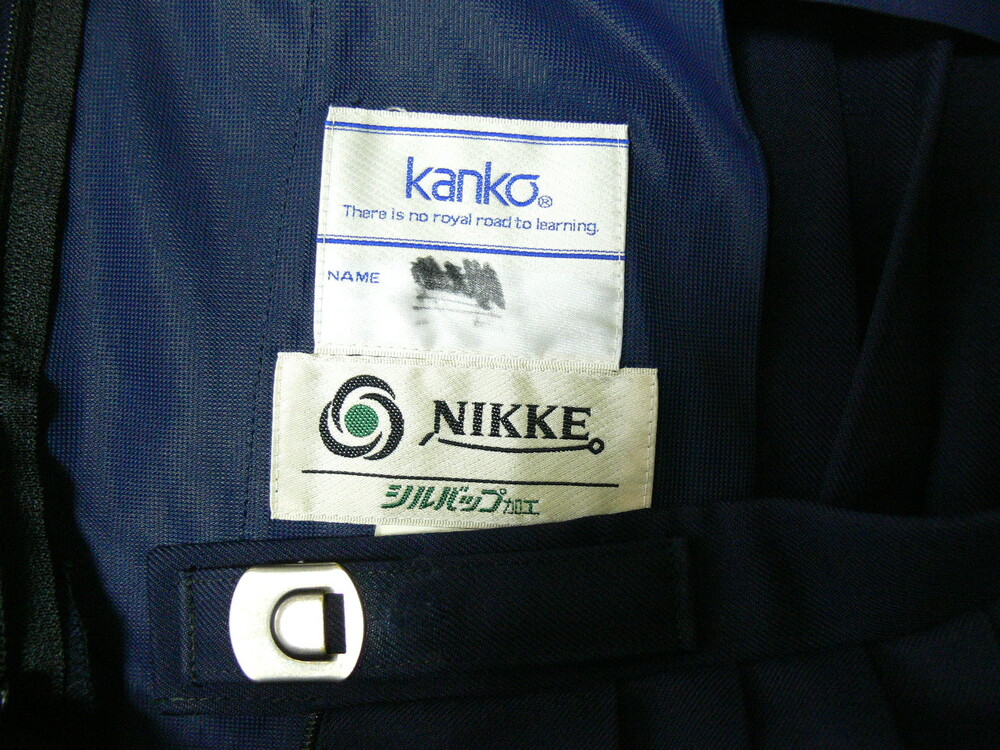 kanko®
There is no royal road to learning.
NAME
NIKKE
シルバップ加工